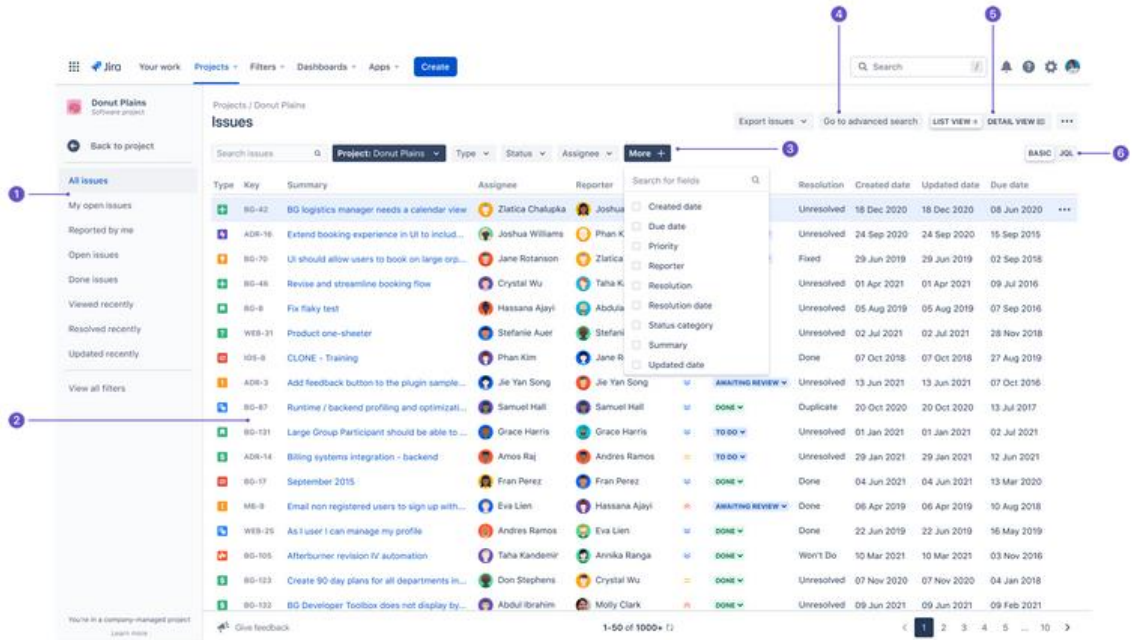 4
5
Jira Your work Projects Filters Dashboards Apps Create Search /
Donut Plains
Software project
Back to project
1
All issues
My open issues
Reported by me
Open issues
Done issues
Viewed recently
Resolved recently
Updated recently
View all filters
2
You're in a company-managed project
Learn more
Projects / Donut Plains
Issues
Export issues Go to advanced search LIST VIEW DETAIL VIEW
Search issues Project: Donut Plains Type Status Assignee More + 3 BASIC JQL 6
Search for fields
Created date
Due date
Priority
Reporter
Resolution
Resolution date
Status category
Summary
Updated date
Type Key Summary Assignee Reporter Resolution Created date Updated date Due date
BG-42 BG logistics manager needs a calendar view Zlatica Chalupka Joshua Unresolved 18 Dec 2020 18 Dec 2020 08 Jun 2020
ADR-16 Extend booking experience in UI to includ... Joshua Williams Phan K Unresolved 24 Sep 2020 24 Sep 2020 15 Sep 2015
BG-70 UI should allow users to book on large orp... Jane Rotanson Zlatica Fixed 29 Jun 2019 29 Jun 2019 02 Sep 2018
BG-46 Revise and streamline booking flow Crystal Wu Taha K Unresolved 01 Apr 2021 01 Apr 2021 09 Jul 2016
BG-8 Fix flaky test Hassana Ajayi Abdula Unresolved 05 Aug 2019 05 Aug 2019 07 Sep 2016
WEB-31 Product one-sheeter Stefanie Auer Stefani Unresolved 02 Jul 2021 02 Jul 2021 28 Nov 2018
IOS-8 CLONE - Training Phan Kim Jane R Done 07 Oct 2018 07 Oct 2018 27 Aug 2019
ADR-3 Add feedback button to the plugin sample... Jie Yan Song Jie Yan Song AWAITING REVIEW Unresolved 13 Jun 2021 13 Jun 2021 07 Oct 2016
BG-87 Runtime / backend profiling and optimizati... Samuel Hall Samuel Hall DONE Duplicate 20 Oct 2020 20 Oct 2020 13 Jul 2017
BG-131 Large Group Participant should be able to ... Grace Harris Grace Harris TO DO Unresolved 01 Jan 2021 01 Jan 2021 02 Jul 2021
ADR-14 Billing systems integration - backend Amos Raj Andres Ramos TO DO Unresolved 29 Jan 2021 29 Jan 2021 12 Jun 2021
BG-17 September 2015 Fran Perez Fran Perez DONE Done 04 Jun 2021 04 Jun 2021 13 Mar 2020
MB-9 Email non registered users to sign up with... Eva Lien Hassana Ajayi AWAITING REVIEW Done 06 Apr 2019 06 Apr 2019 10 Aug 2018
WEB-25 As I user I can manage my profile Andres Ramos Eva Lien DONE Done 22 Jun 2019 22 Jun 2019 16 May 2019
BG-105 Afterburner revision IV automation Taha Kandemir Annika Ranga DONE Won't Do 10 Mar 2021 10 Mar 2021 03 Nov 2016
BG-123 Create 90 day plans for all departments in... Don Stephens Crystal Wu DONE Unresolved 07 Nov 2020 07 Nov 2020 04 Jan 2018
BG-132 BG Developer Toolbox does not display by... Abdul Ibrahim Molly Clark DONE Unresolved 09 Jun 2021 09 Jun 2021 09 Feb 2021
Give feedback 1-50 of 1000+ 1 2 3 4 5 ... 10